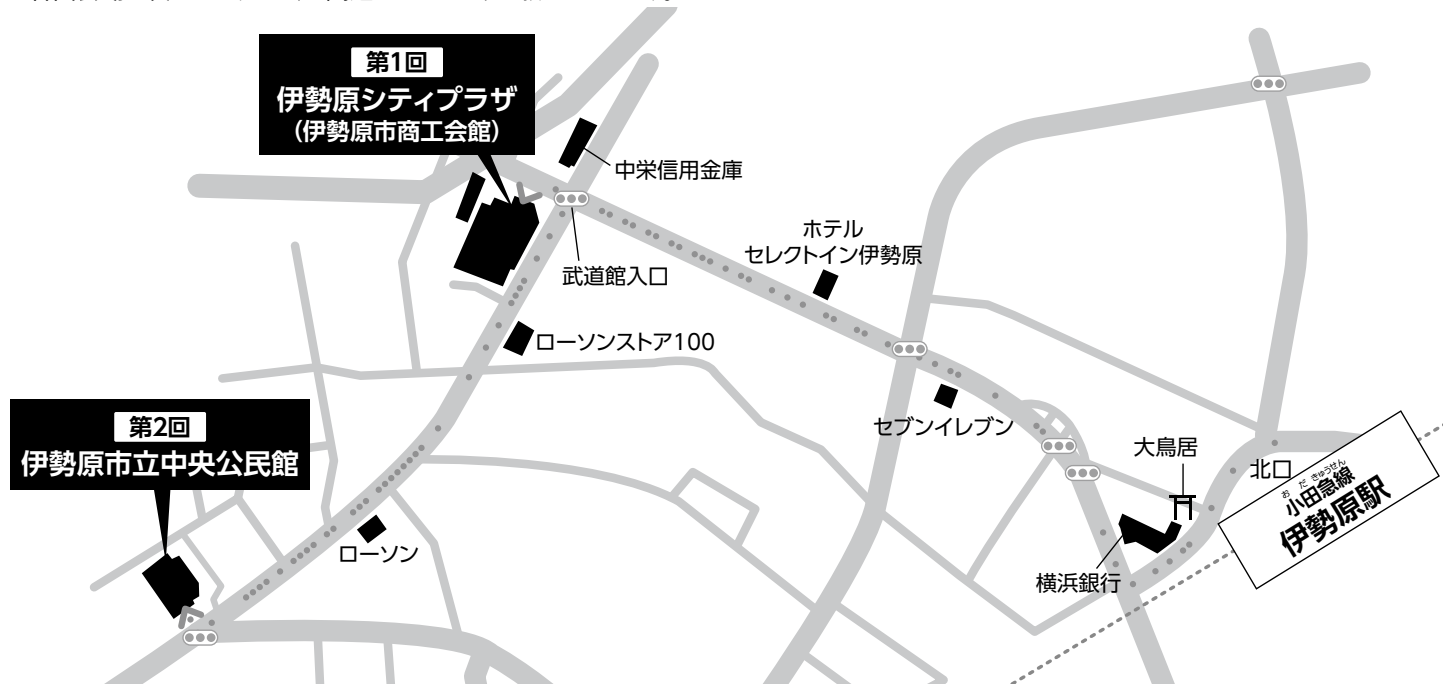 第1回
伊勢原シティプラザ
(伊勢原市商工会館)
中栄信用金庫
武道館入口
ホテル
セレクトイン伊勢原
ローソンストア100
第2回
伊勢原市立中央公民館
セブンイレブン
大鳥居
北口
おだきゅうせん
小田急線
伊勢原駅
ローソン
横浜銀行